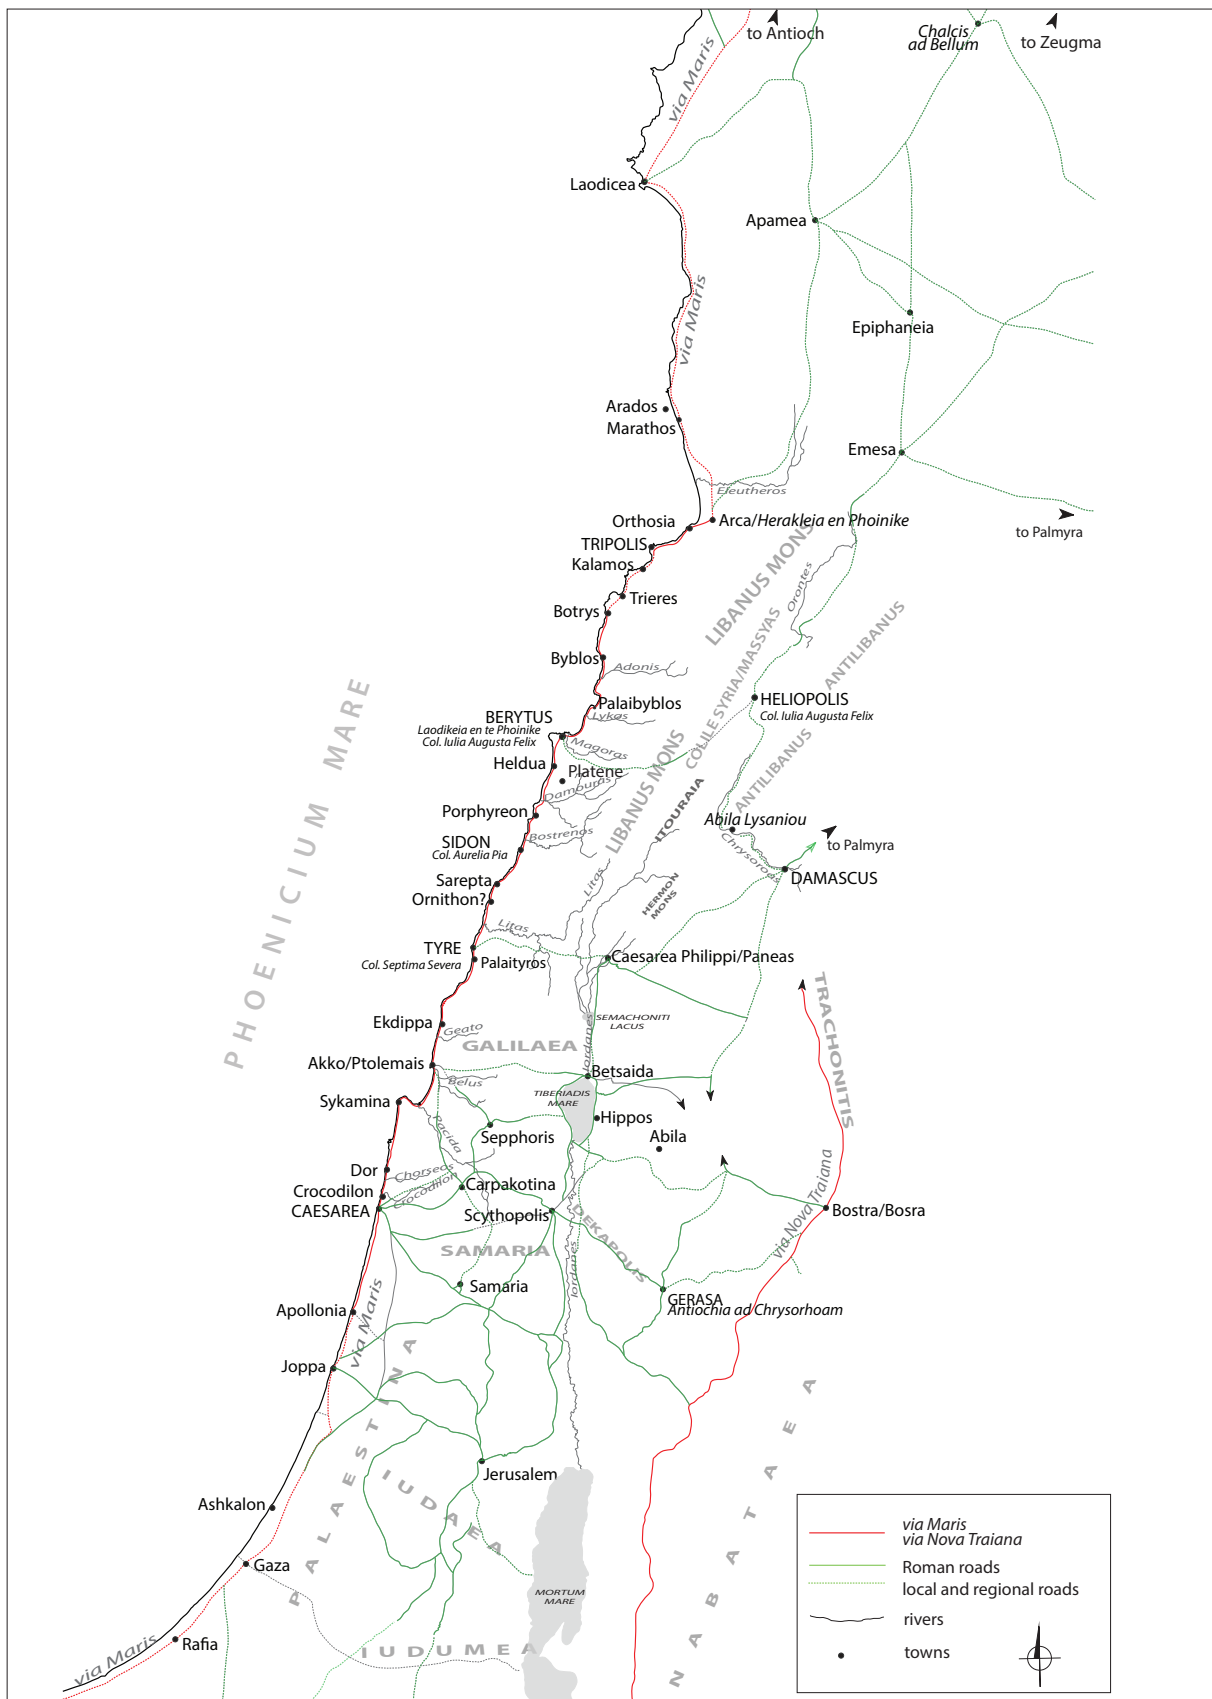 to Antioch
Chalcis
ad Bellum
to Zeugma
via Maris
Laodicea
Apamea
via Maris
Epiphaneia
Arados
Marathos
Emesa
Eleutheros
to Palmyra
Orthosia
Arca/Herakleia en Phoinike
TRIPOLIS
Kalamos
LIBANUS MONS
Orontes
Trieres
Botrys
COLILE SYRIA/MASSYAS
ANTILIBANUS
Byblos
Adonis
Palaibyblos
HELIOPOLIS
Col. Iulia Augusta Felix
Lykos
BERYTUS
Laodikeia en te Phoinike
Col. Iulia Augusta Felix
Magoras
PHOENICIUM MARE
LIBANUS MONS
ANTILIBANUS
Heldua
Platene
Damouras
ITOURAIA
Porphyreon
Abila Lysaniou
Bostrenos
SIDON
Col. Aurelia Pia
Chrysoroas
to Palmyra
DAMASCUS
Litas
Sarepta
Ornithon?
HERMON
MONS
Litas
TYRE
Col. Septima Severa
Palaityros
Caesarea Philippi/Paneas
TRACHONITIS
SEMACHONITI
LACUS
Ekdippa
Geato
GALILAEA
Iordanes
Akko/Ptolemais
Belus
Betsaida
TIBERIADIS
MARE
Sykamina
Pacida
Hippos
Sepphoris
Abila
Dor
Chorseos
Crocodilon
Crocodilon
Carpakotina
CAESAREA
Scythopolis
DEKAPOLIS
via Nova Traiana
Bostra/Bosra
SAMARIA
Iordanes
Samaria
GERASA
Antiochia ad Chrysorhoam
Apollonia
via Maris
Joppa
PALAESTINA
NABATAEA
Jerusalem
IUDAEA
Ashkalon
Gaza
MORTUM
MARE
Rafia
IUDUMEA
via Maris
via Maris
via Nova Traiana
Roman roads
local and regional roads
rivers
towns